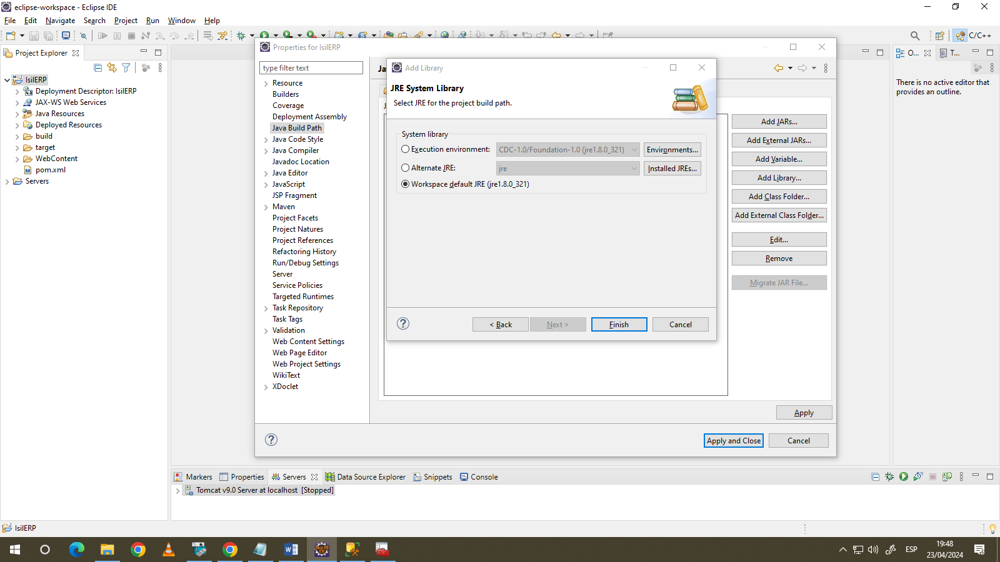 eclipse-workspace - Eclipse IDE
File Edit Navigate Search Project Run Window Help
C/C++
Project Explorer
IsilERP
Deployment Descriptor: IsilERP
JAX-WS Web Services
Java Resources
Deployed Resources
build
target
WebContent
pom.xml
Servers
Properties for IsilERP
type filter text
Resource
Builders
Coverage
Deployment Assembly
Java Build Path
Java Code Style
Java Compiler
Javadoc Location
Java Editor
JavaScript
JSP Fragment
Maven
Project Facets
Project Natures
Project References
Refactoring History
Run/Debug Settings
Server
Service Policies
Targeted Runtimes
Task Repository
Task Tags
Validation
Web Content Settings
Web Page Editor
Web Project Settings
WikiText
XDoclet
Ja
Add Library
JRE System Library
Select JRE for the project build path.
System library
Execution environment: CDC-1.0/Foundation-1.0 (jre1.8.0_321) Environments...
Alternate JRE: jre Installed JREs...
Workspace default JRE (jre1.8.0_321)
< Back Next > Finish Cancel
Add JARs...
Add External JARs...
Add Variable...
Add Library...
Add Class Folder...
Add External Class Folder...
Edit...
Remove
Migrate JAR File...
Apply
Apply and Close Cancel
O... T...
There is no active editor that
provides an outline.
Markers Properties Servers Data Source Explorer Snippets Console
Tomcat v9.0 Server at localhost [Stopped]
IsilERP
ESP
19:48
23/04/2024